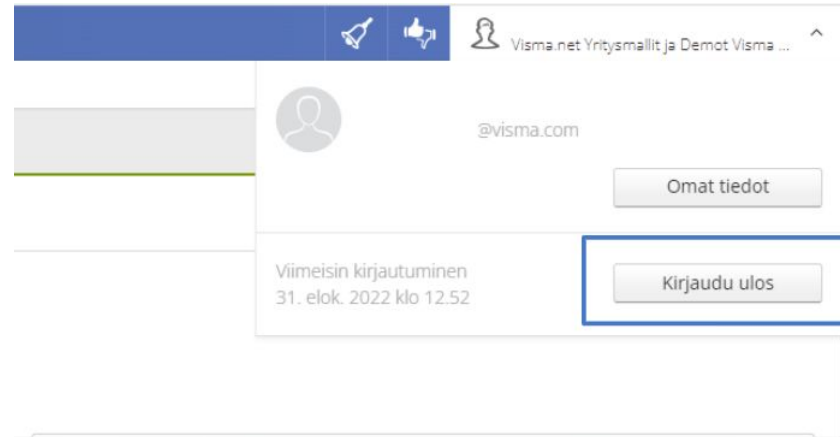 Visma.net Yritysmallit ja Demot Visma ...
@visma.com
Omat tiedot
Viimeisin kirjautuminen
31. elok. 2022 klo 12.52
Kirjaudu ulos